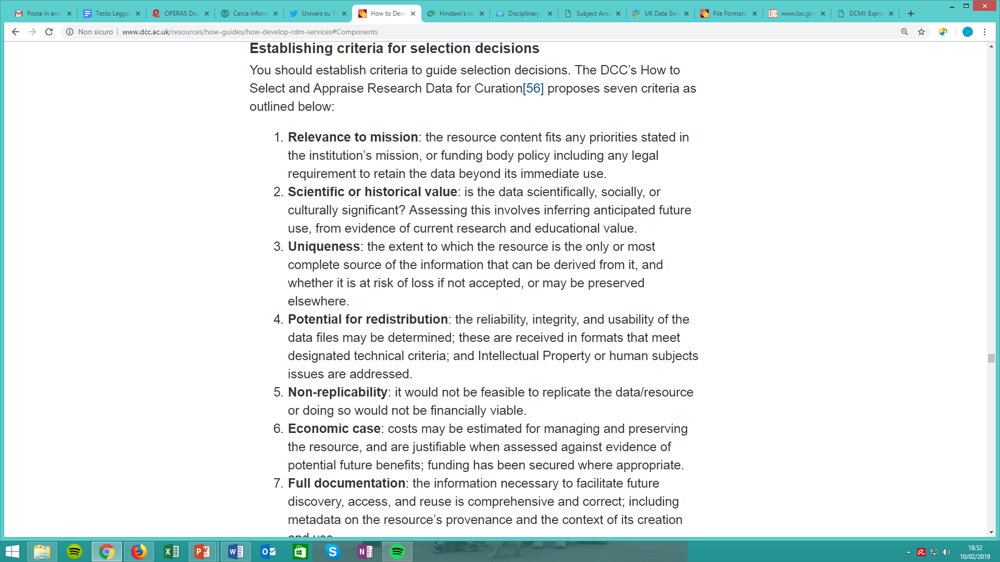 Posta in arri
Testo Legge
OPERAS Dec
Cerca inform
Univers su T
How to Deve
Hindawi's re
Disciplinary
Subject Area
UK Data Ser
File Formats
LOC
www.loc.gov
DCMI: Expre
Non sicuro
www.dcc.ac.uk/resources/how-guides/how-develop-rdm-services#Components
Establishing criteria for selection decisions
You should establish criteria to guide selection decisions. The DCC’s How to
Select and Appraise Research Data for Curation[56] proposes seven criteria as
outlined below:
1. Relevance to mission: the resource content fits any priorities stated in
the institution’s mission, or funding body policy including any legal
requirement to retain the data beyond its immediate use.
2. Scientific or historical value: is the data scientifically, socially, or
culturally significant? Assessing this involves inferring anticipated future
use, from evidence of current research and educational value.
3. Uniqueness: the extent to which the resource is the only or most
complete source of the information that can be derived from it, and
whether it is at risk of loss if not accepted, or may be preserved
elsewhere.
4. Potential for redistribution: the reliability, integrity, and usability of the
data files may be determined; these are received in formats that meet
designated technical criteria; and Intellectual Property or human subjects
issues are addressed.
5. Non-replicability: it would not be feasible to replicate the data/resource
or doing so would not be financially viable.
6. Economic case: costs may be estimated for managing and preserving
the resource, and are justifiable when assessed against evidence of
potential future benefits; funding has been secured where appropriate.
7. Full documentation: the information necessary to facilitate future
discovery, access, and reuse is comprehensive and correct; including
metadata on the resource’s provenance and the context of its creation
and use.
18:52
10/02/2019